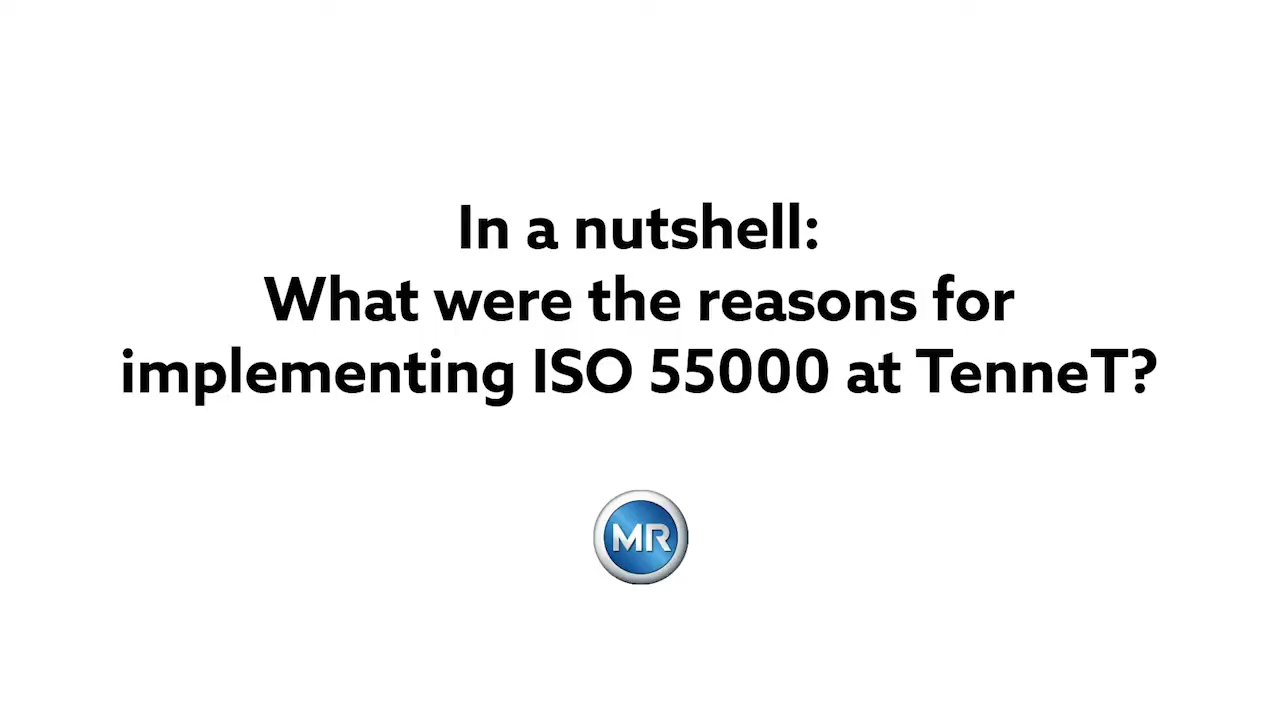 In a nutshell:
What were the reasons for
implementing ISO 55000 at TenneT?
MR